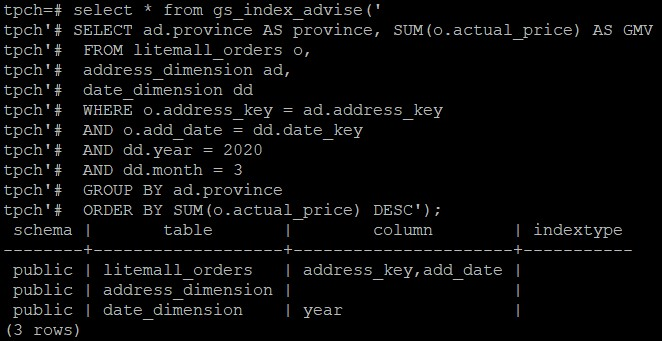 tpch=# select * from gs_index_advise('
tpch'# SELECT ad.province AS province, SUM(o.actual_price) AS GMV
tpch'#  FROM litemall_orders o,
tpch'#  address_dimension ad,
tpch'#  date_dimension dd
tpch'#  WHERE o.address_key = ad.address_key
tpch'#  AND o.add_date = dd.date_key
tpch'#  AND dd.year = 2020
tpch'#  AND dd.month = 3
tpch'#  GROUP BY ad.province
tpch'#  ORDER BY SUM(o.actual_price) DESC');
 schema |       table       |        column        | indextype
--------+-------------------+----------------------+-----------
 public | litemall_orders   | address_key,add_date |
 public | address_dimension |                      |
 public | date_dimension    | year                 |
(3 rows)